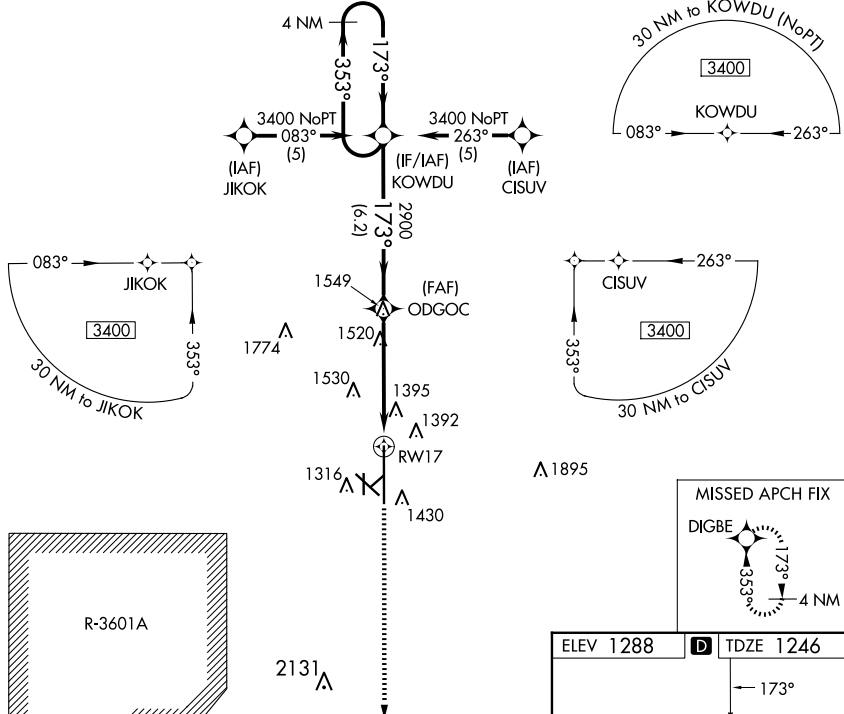 4 NM
353°
173°
30 NM to KOWDU (NoPT)
3400
KOWDU
083°
263°
3400 NoPT
083°
(5)
3400 NoPT
263°
(5)
(IAF)
JIKOK
(IF/IAF)
KOWDU
(IAF)
CISUV
2900
173°
(6.2)
083°
JIKOK
3400
353°
30 NM to JIKOK
263°
CISUV
3400
353°
30 NM to CISUV
1549
(FAF)
ODGOC
1774
1520
1530
1395
1392
RW17
1316
1430
1895
MISSED APCH FIX
DIGBE
353°
173°
4 NM
R-3601A
2131
ELEV 1288
D
TDZE 1246
173°